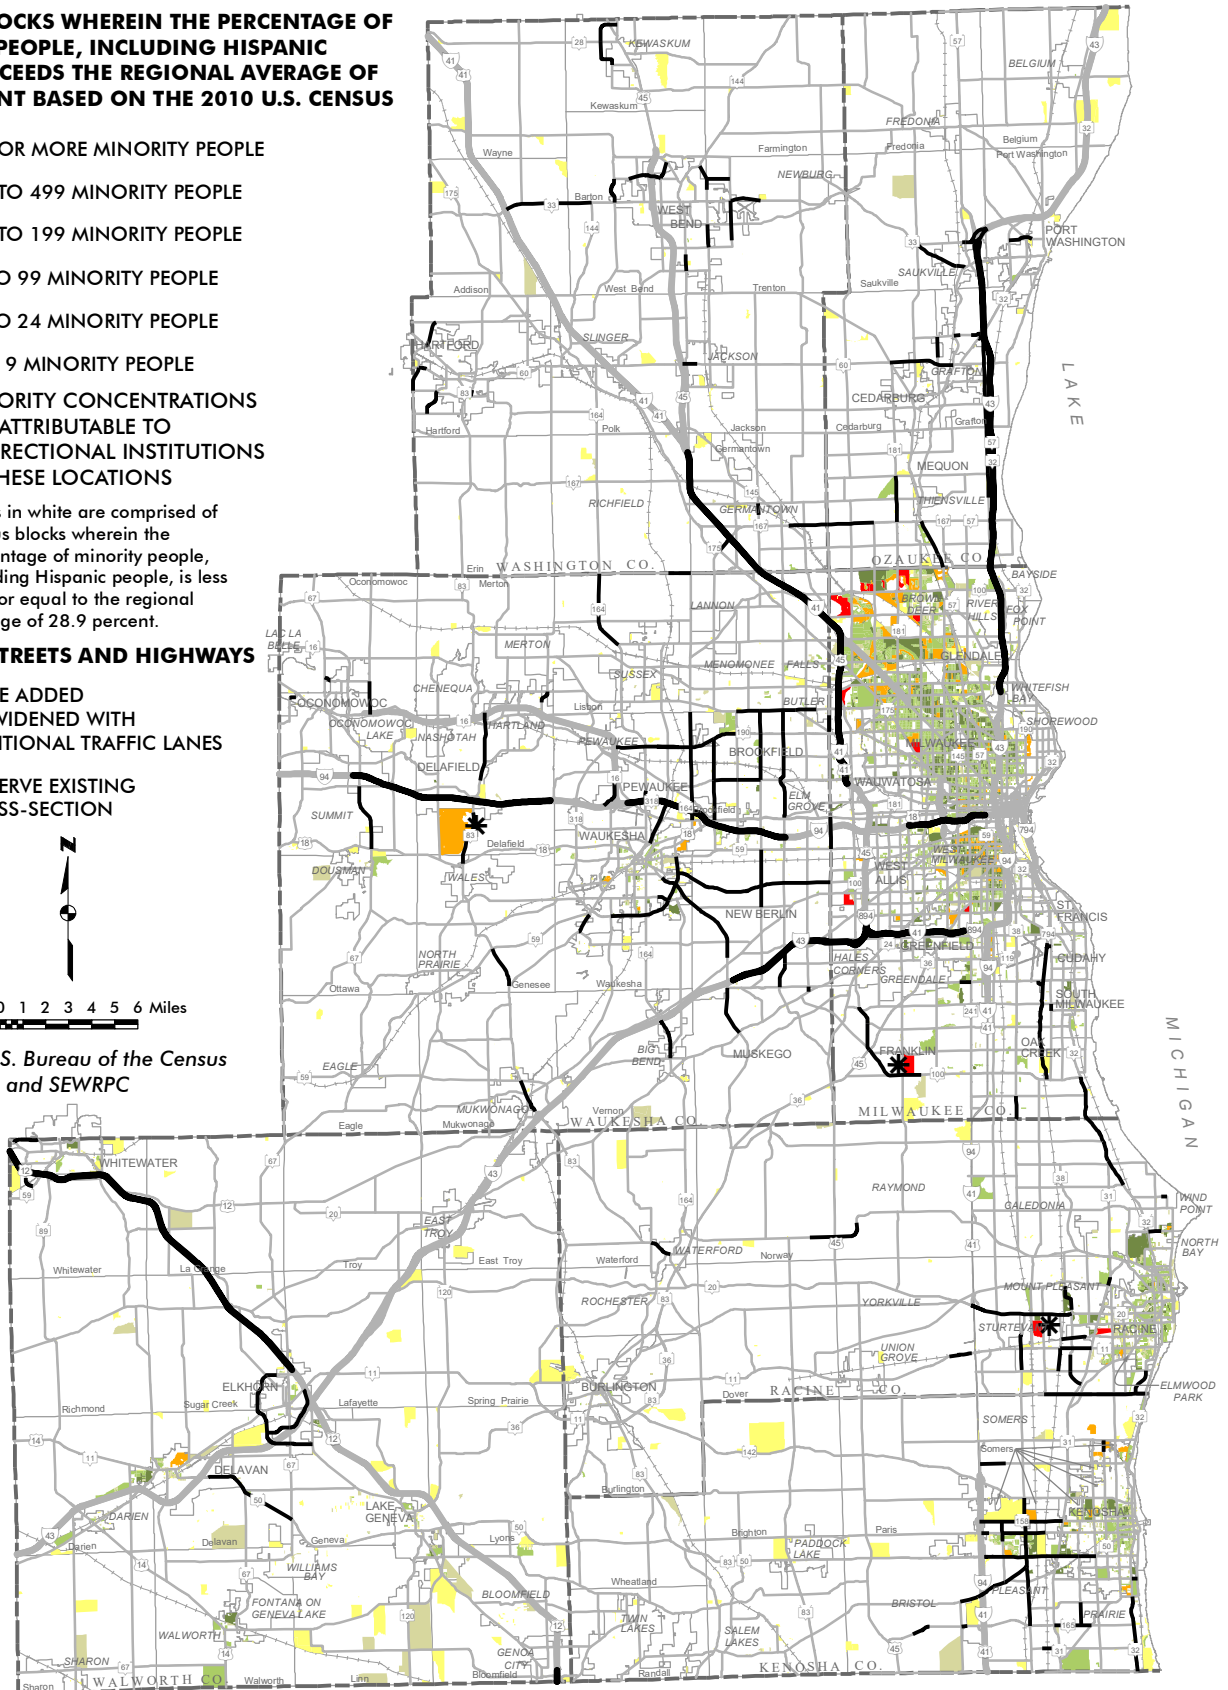 OCKS WHEREIN THE PERCENTAGE OF
PEOPLE, INCLUDING HISPANIC
CEEDS THE REGIONAL AVERAGE OF
NT BASED ON THE 2010 U.S. CENSUS
OR MORE MINORITY PEOPLE
TO 499 MINORITY PEOPLE
TO 199 MINORITY PEOPLE
O 99 MINORITY PEOPLE
O 24 MINORITY PEOPLE
9 MINORITY PEOPLE
ORITY CONCENTRATIONS
ATTRIBUTABLE TO
RECTIONAL INSTITUTIONS
HESE LOCATIONS
s in white are comprised of
us blocks wherein the
entage of minority people,
ding Hispanic people, is less
or equal to the regional
age of 28.9 percent.
TREETS AND HIGHWAYS
E ADDED
WIDENED WITH
ITIONAL TRAFFIC LANES
ERVE EXISTING
SS-SECTION
N
0 1 2 3 4 5 6 Miles
S. Bureau of the Census
and SEWRPC
KEWASKUM
Kewaskum
Wayne
Barton
Farmington
NEWBURG
WEST
BEND
Addison
West Bend
Trenton
BELGIUM
FREDONIA
Fredonia
Belgium
Port Washington
PORT
WASHINGTON
SAUKVILLE
Saukville
SLINGER
HARTFORD
JACKSON
GRAFTON
CEDARBURG
Hartford
Polk
Jackson
Germantown
Cedarburg
Grafton
MEQUON
THIENSVILLE
RICHFIELD
GERMANTOWN
LAKE
MICHIGAN
Erin
WASHINGTON CO.
OZAUKEE CO.
Oconomowoc
Merton
LAC LA
BELLE
MERTON
LANNON
MENOMONEE FALLS
SUSSEX
BUTLER
BAYSIDE
BROWN
DEER
RIVER
HILLS
FOX
POINT
GLENDALE
WHITEFISH
BAY
SHOREWOOD
CHENEQUA
OCONOMOWOC
OCONOMOWOC
LAKE
NASHOTAH
HARTLAND
Lisbon
PEWAUKEE
DELAFIELD
PEWAUKEE
BROOKFIELD
ELM
GROVE
WAUWATOSA
MILWAUKEE
SUMMIT
DOUSMAN
Delafield
WALES
WAUKESHA
WEST
MILWAUKEE
WEST
ALLIS
NEW BERLIN
ST.
FRANCIS
GREENFIELD
CUDAHY
HALES
CORNERS
GREENDALE
SOUTH
MILWAUKEE
NORTH
PRAIRIE
Ottawa
Genesee
Waukesha
BIG
BEND
MUSKEGO
FRANKLIN
OAK
CREEK
EAGLE
MUKWONAGO
Eagle
Mukwonago
Vernon
WAUKESHA CO.
MILWAUKEE CO.
WHITEWATER
EAST
TROY
Whitewater
La Grange
Troy
East Troy
WATERFORD
Waterford
Norway
RAYMOND
CALEDONIA
WIND
POINT
NORTH
BAY
ROCHESTER
YORKVILLE
MOUNT PLEASANT
STURTEVA
RACINE
UNION
GROVE
ELMWOOD
PARK
ELKHORN
BURLINGTON
Richmond
Sugar Creek
Lafayette
Spring Prairie
Dover
RACINE CO.
SOMERS
Somers
DELAVAN
DARIEN
Darien
Delavan
LAKE
GENEVA
Geneva
Lyons
Burlington
Brighton
Paris
KENOSHA
PADDOCK
LAKE
WILLIAMS
BAY
FONTANA ON
GENEVA LAKE
BLOOMFIELD
Wheatland
TWIN
LAKES
SALEM
LAKES
BRISTOL
PLEASANT
PRAIRIE
WALWORTH
SHARON
Sharon
WALWORTH CO.
Walworth
Linn
GENOA
CITY
Bloomfield
Randall
KENOSHA CO.